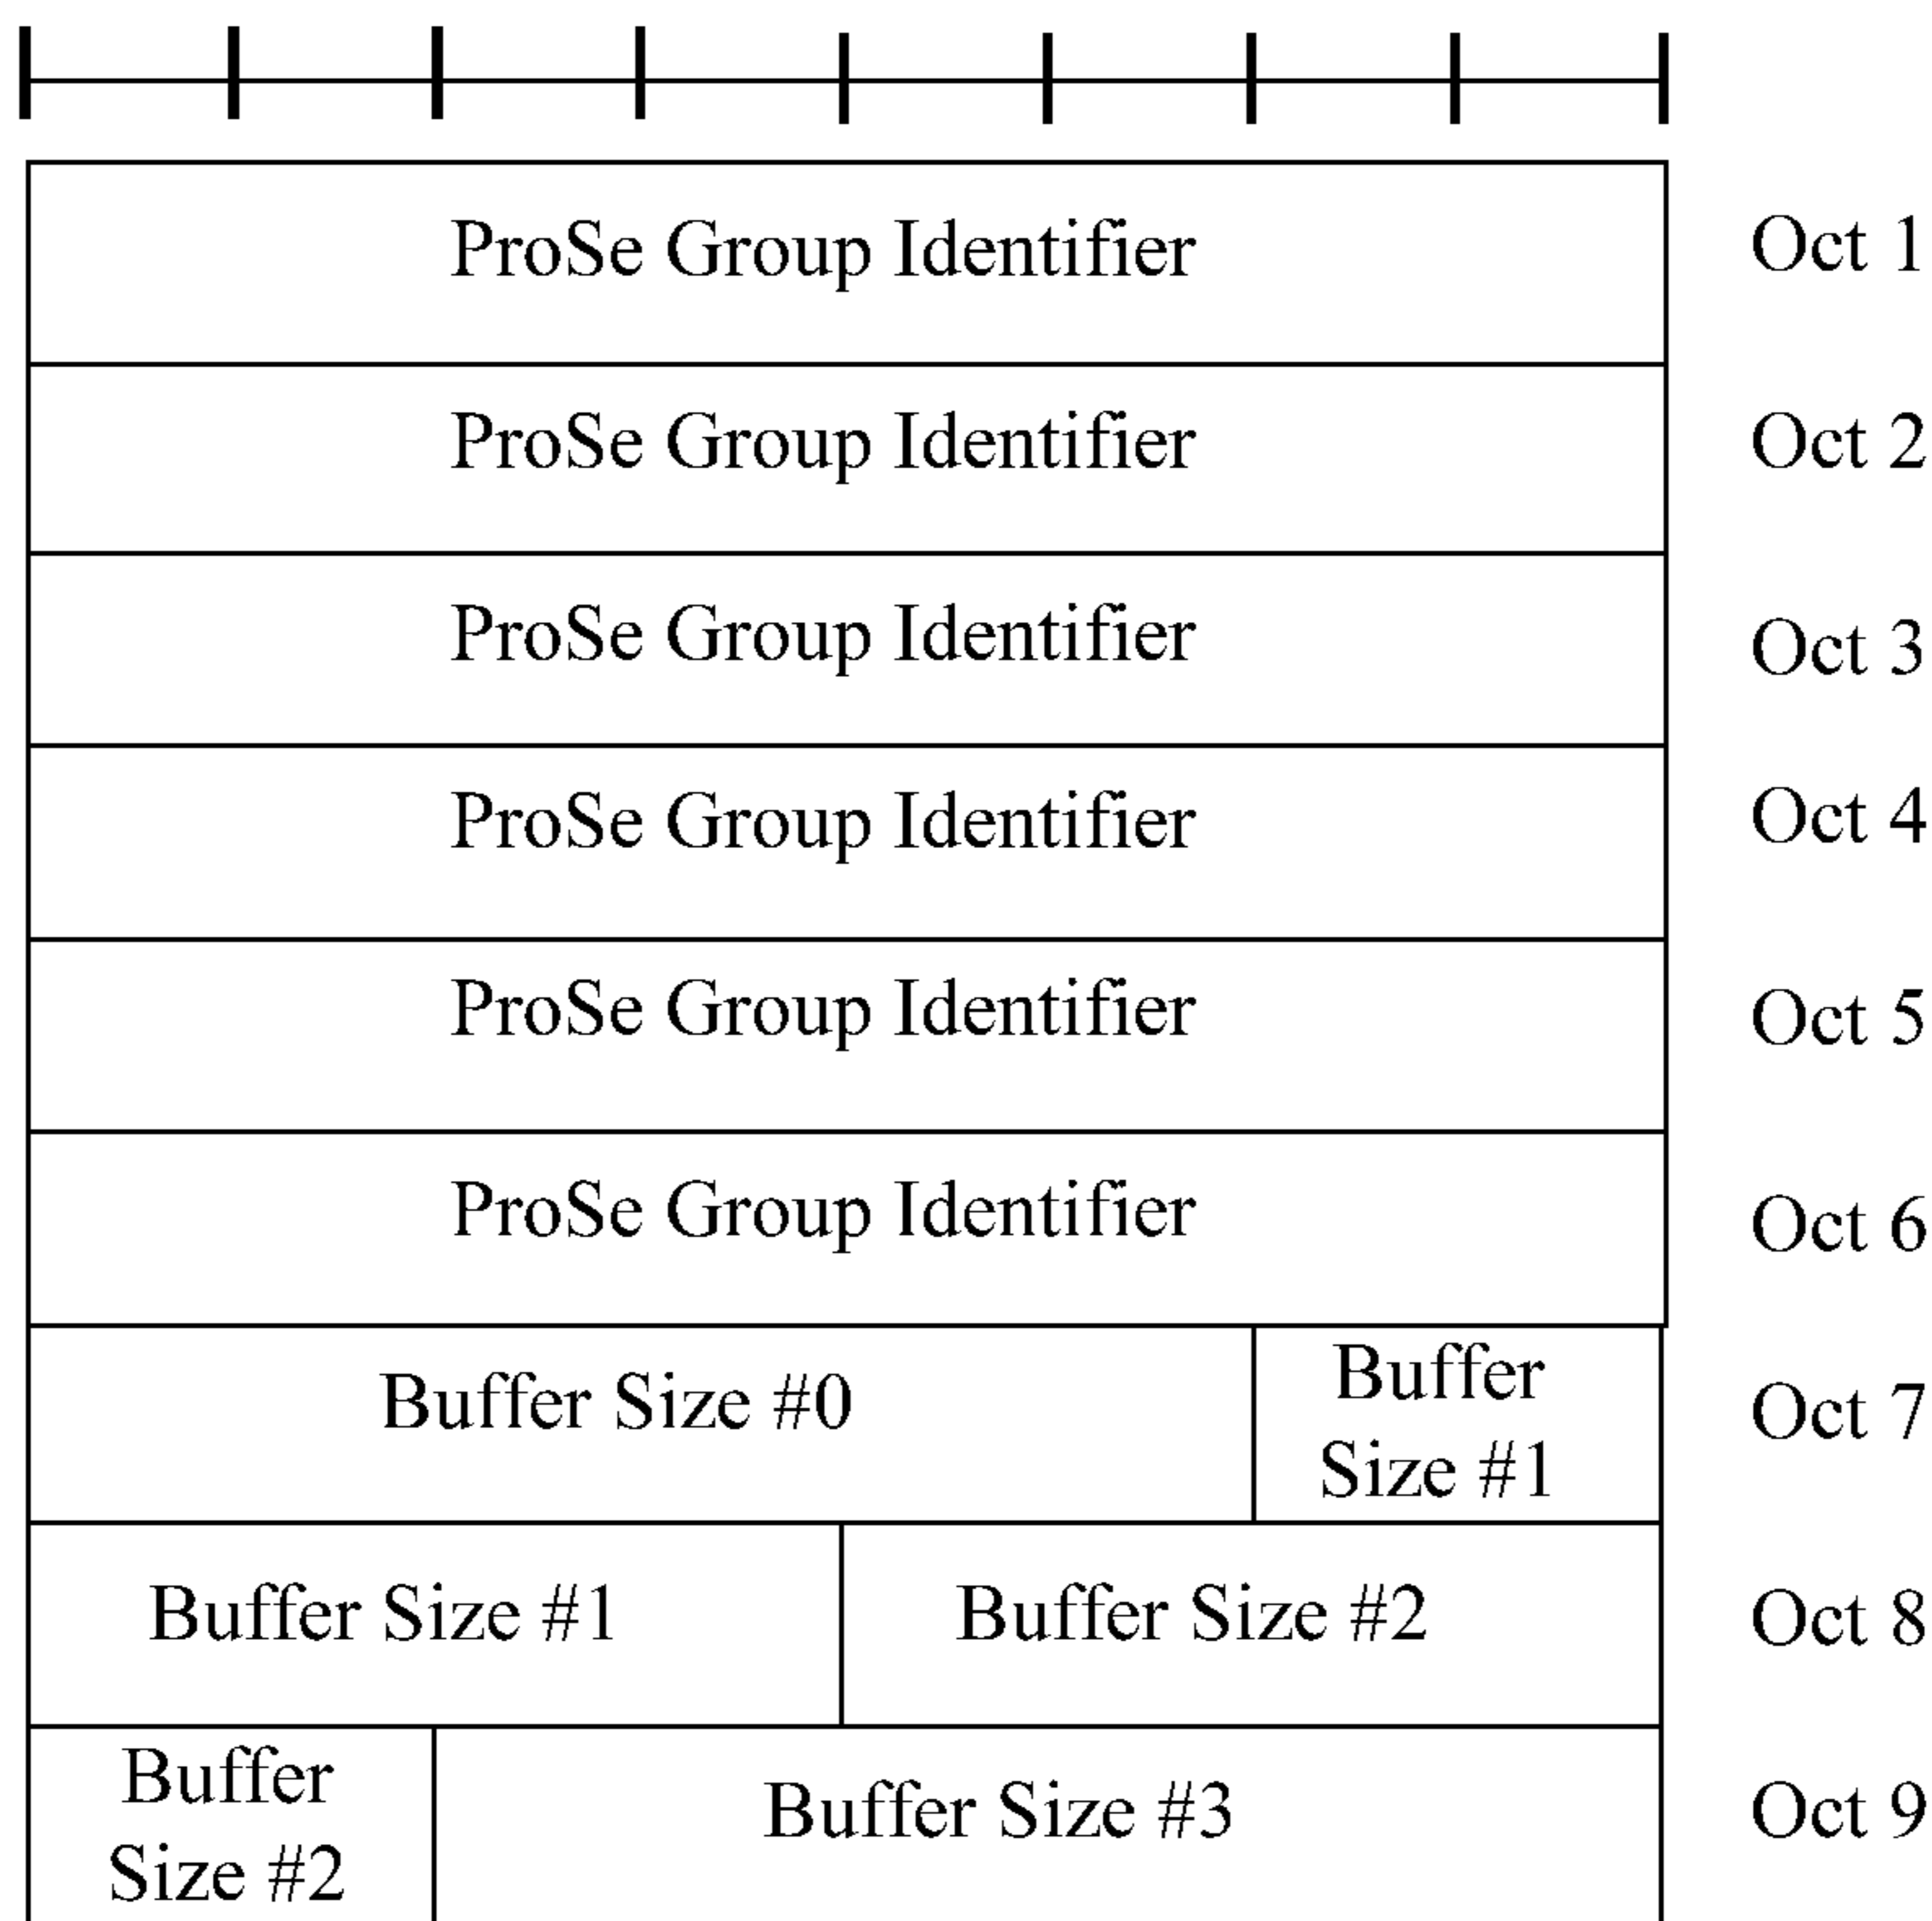 ProSe Group Identifier Oct 1
ProSe Group Identifier Oct 2
ProSe Group Identifier Oct 3
ProSe Group Identifier Oct 4
ProSe Group Identifier Oct 5
ProSe Group Identifier Oct 6
Buffer Size #0
Buffer
Size #1
Oct 7
Buffer Size #1 Buffer Size #2 Oct 8
Buffer
Size #2
Buffer Size #3 Oct 9